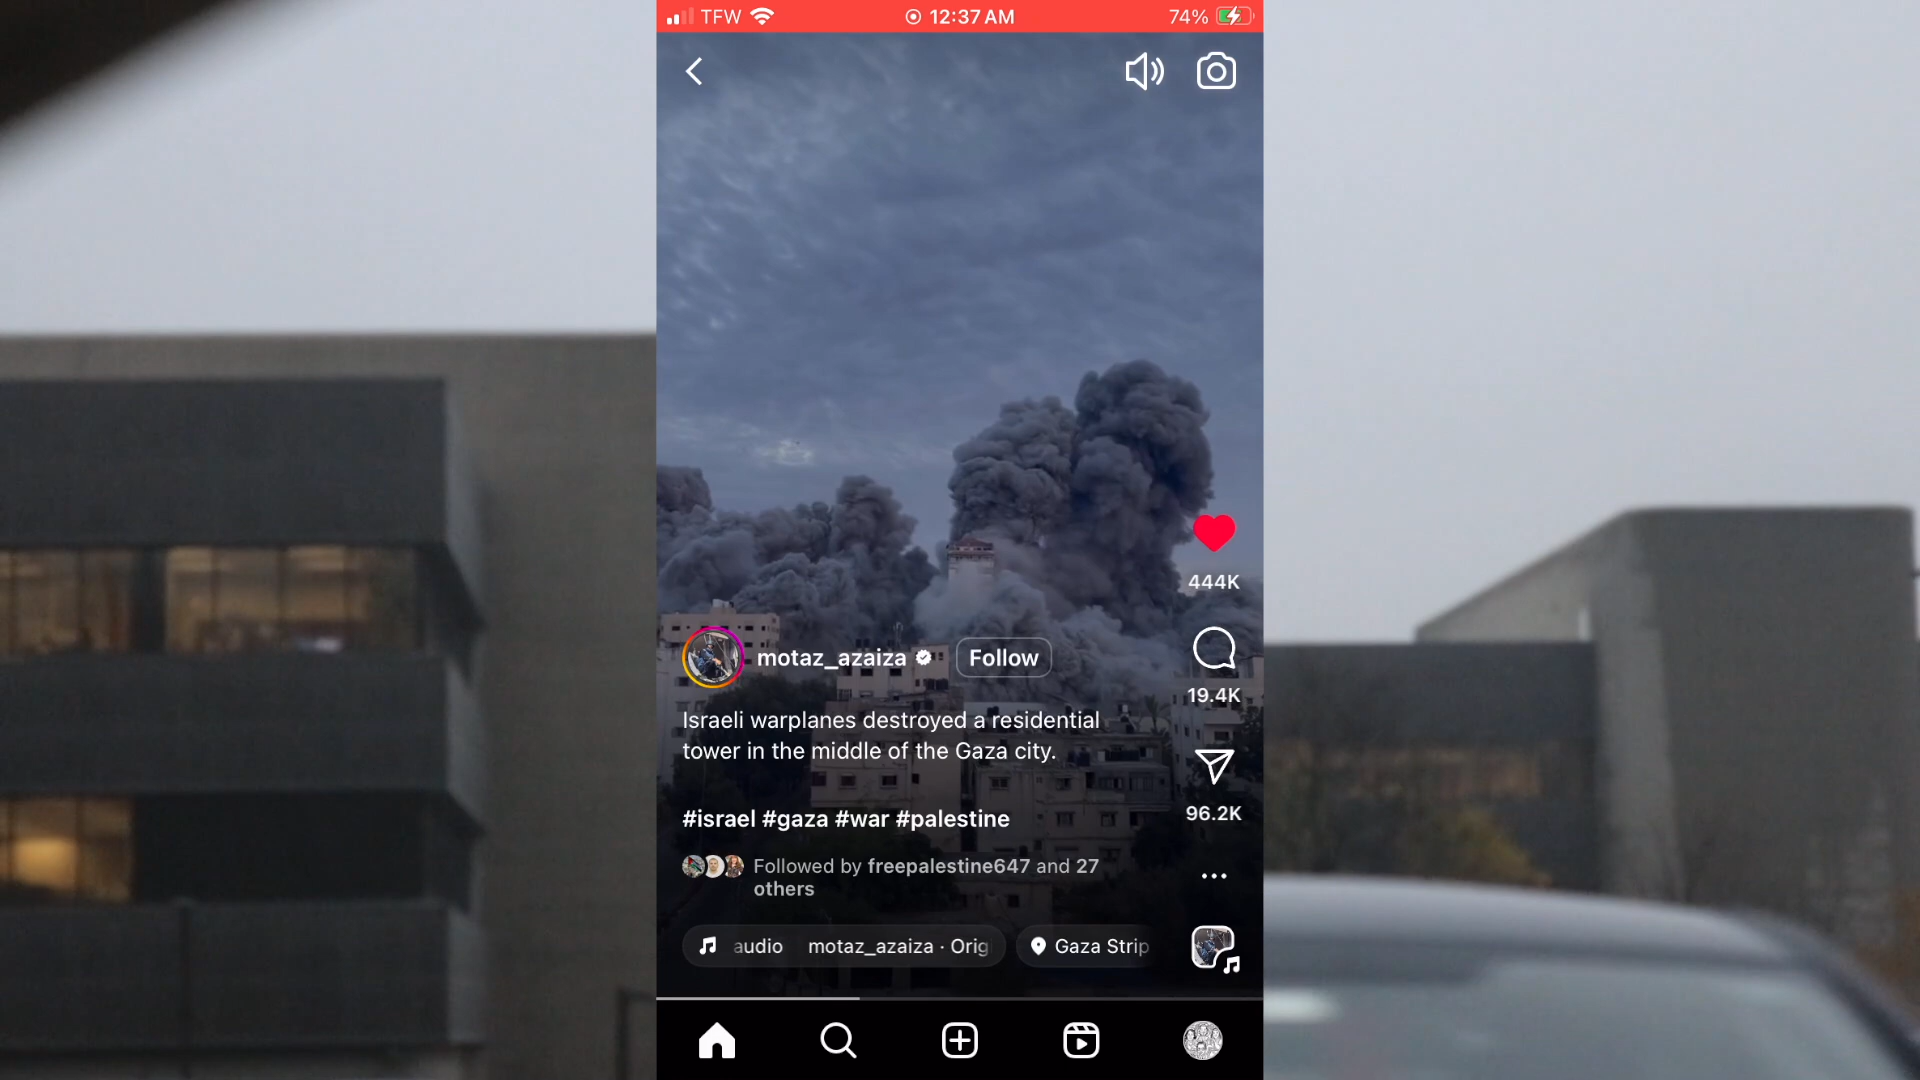 TFW 12:37 AM 74%
444K
motaz_azaiza Follow
19.4K
Israeli warplanes destroyed a residential
tower in the middle of the Gaza city.
96.2K
#israel #gaza #war #palestine
Followed by freepalestine647 and 27
others
audio motaz_azaiza · Orig
Gaza Strip